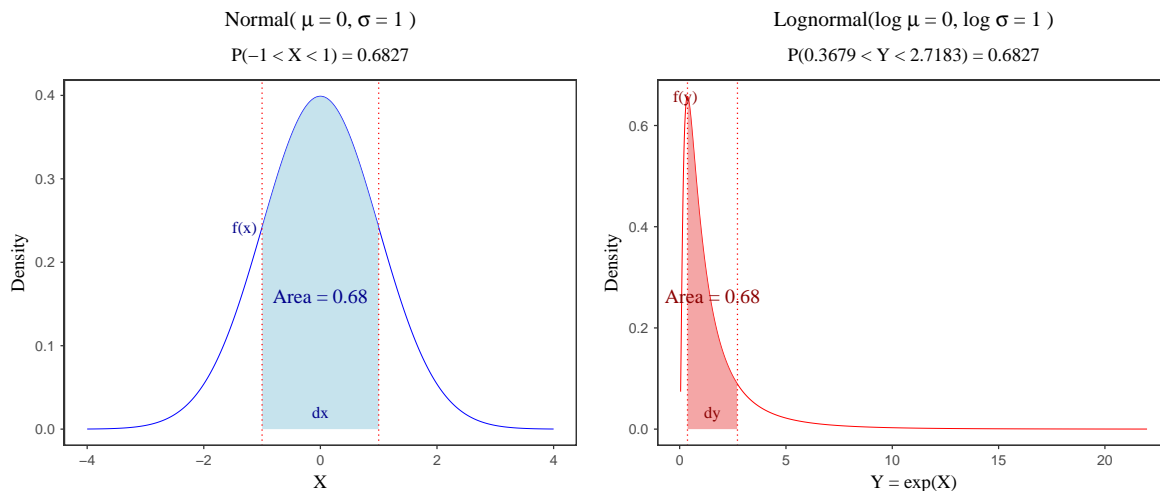 Normal( μ = 0, σ = 1 )
P(−1 < X < 1) = 0.6827
Density
0.4
0.3
0.2
0.1
0.0
f(x)
Area = 0.68
dx
−4
−2
0
2
4
X
Lognormal(log μ = 0, log σ = 1 )
P(0.3679 < Y < 2.7183) = 0.6827
Density
0.6
0.4
0.2
0.0
f(y)
Area = 0.68
dy
0
5
10
15
20
Y = exp(X)